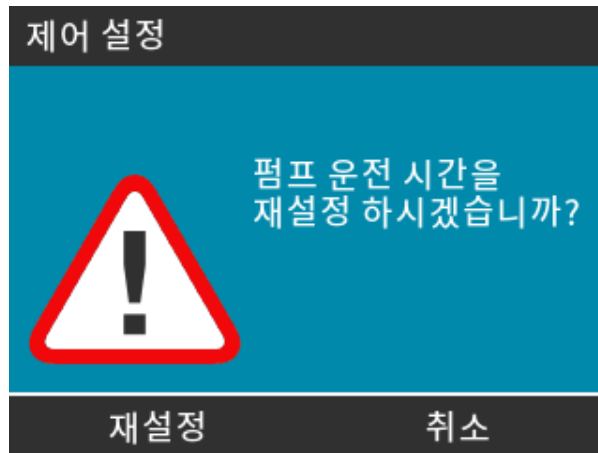 제어 설정
펌프 운전 시간을
재설정 하시겠습니까?
재설정 취소